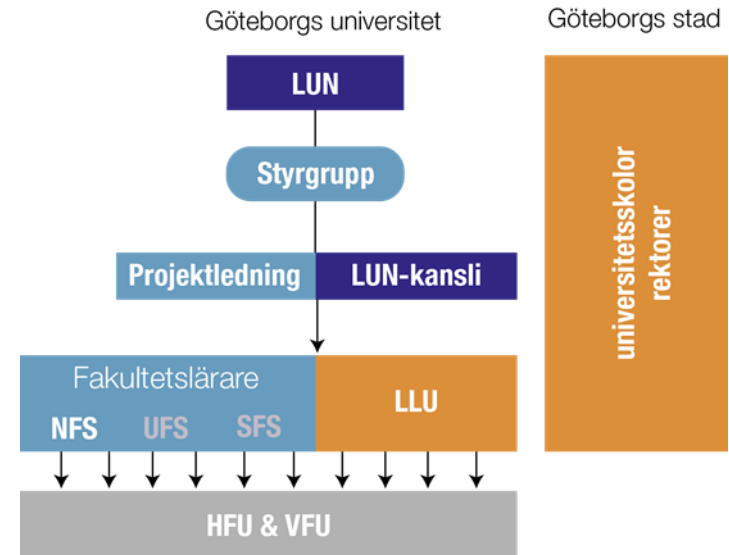 Göteborgs universitet
Göteborgs stad
LUN
Styrgrupp
Projektledning
LUN-kansli
universitetsskolor
rektorer
Fakultetslärare
NFS
UFS
SFS
LLU
HFU & VFU